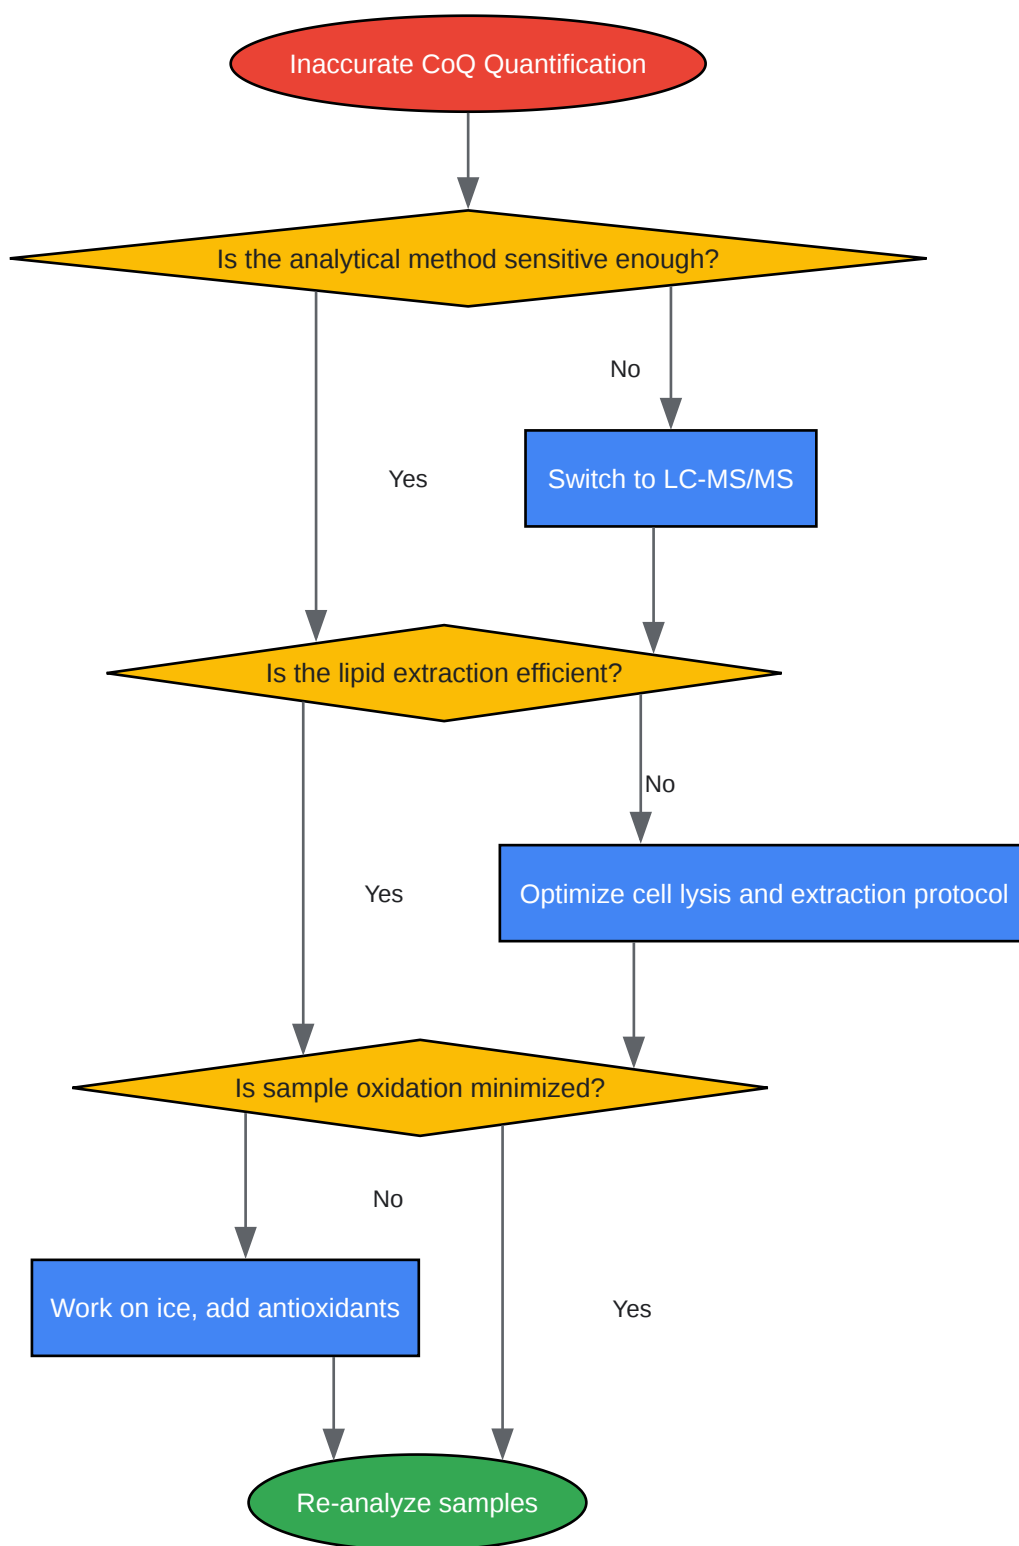 Inaccurate CoQ Quantification
Is the analytical method sensitive enough?
No
Yes
Switch to LC-MS/MS
Is the lipid extraction efficient?
No
Yes
Optimize cell lysis and extraction protocol
Is sample oxidation minimized?
No
Work on ice, add antioxidants
Yes
Re-analyze samples